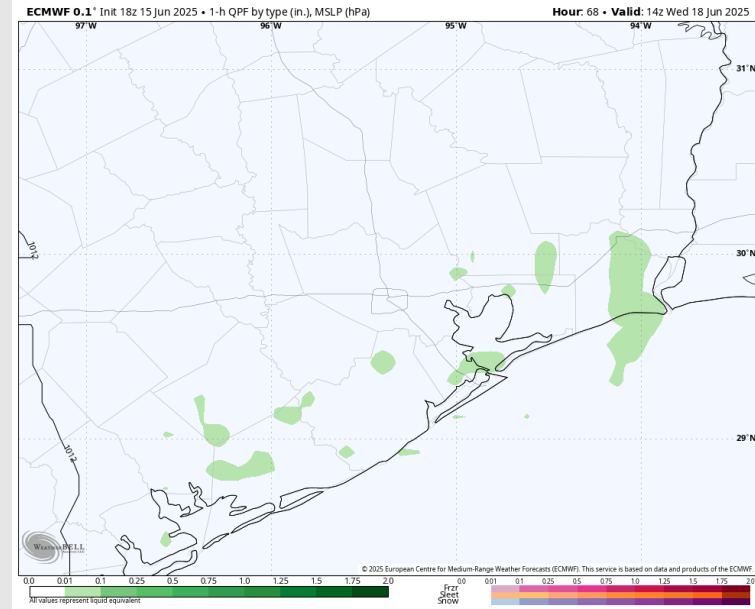 ECMWF 0.1° Init 18z 15 Jun 2025 • 1-h QPF by type (in.), MSLP (hPa) Hour: 68 • Valid: 14z Wed 18 Jun 2025
97°W 96°W 95°W 94°W
31°N
1012
30°N
29°N
1012
WeatherBELL
© 2025 European Centre for Medium-Range Weather Forecasts (ECMWF). This service is based on data and products of the ECMWF.
0.0 0.01 0.1 0.25 0.5 0.75 1.0 1.25 1.5 1.75 2.0
0.0 0.01 0.1 0.25 0.5 0.75 1.0 1.25 1.5 1.75 2.0
All values represent liquid equivalent
Frzr
Sleet
Snow